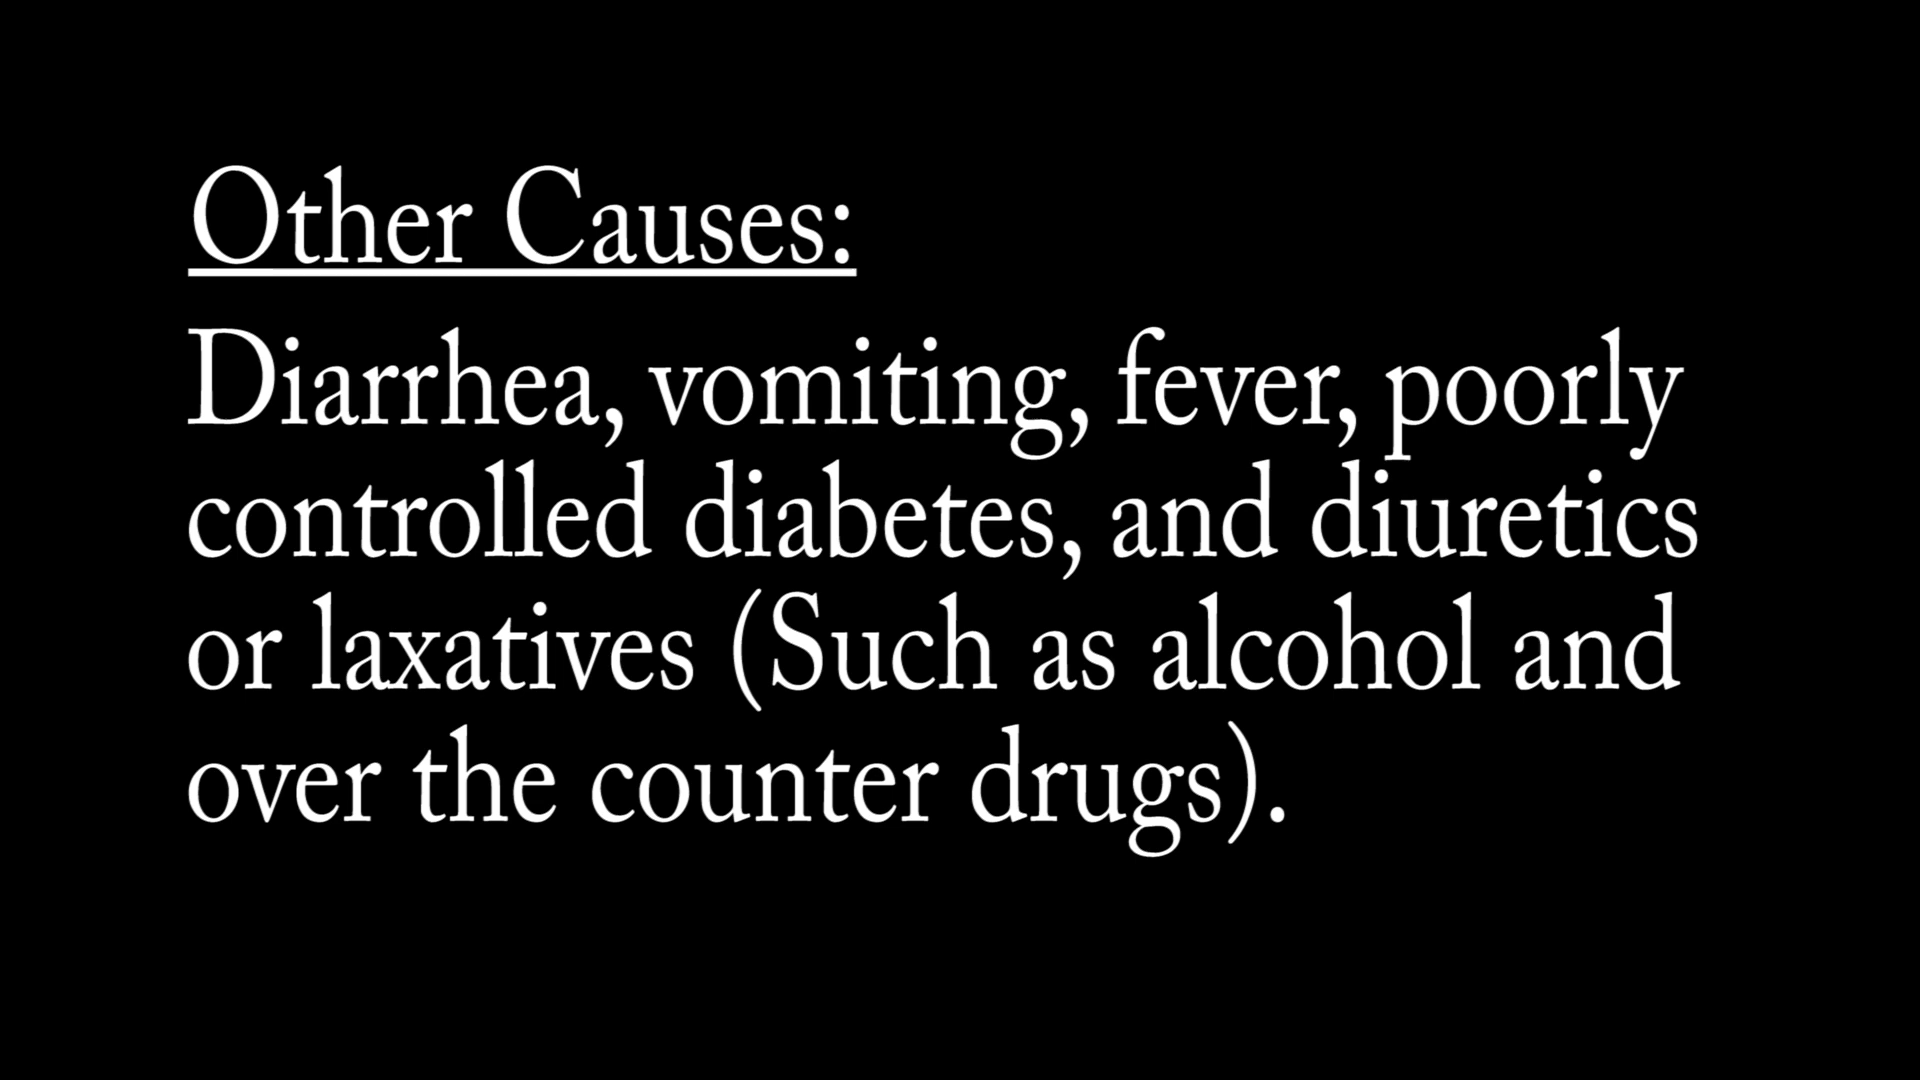 Other Causes:
Diarrhea, vomiting, fever, poorly
controlled diabetes, and diuretics
or laxatives (Such as alcohol and
over the counter drugs).